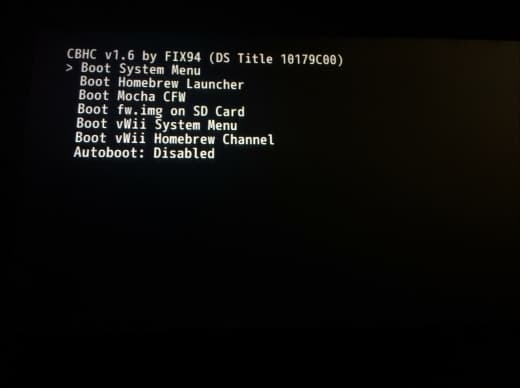 CBHC v1.6 by FIX94 (DS Title 10179C00)
> Boot System Menu
Boot Homebrew Launcher
Boot Mocha CFW
Boot fw.img on SD Card
Boot vWii System Menu
Boot vWii Homebrew Channel
Autoboot: Disabled